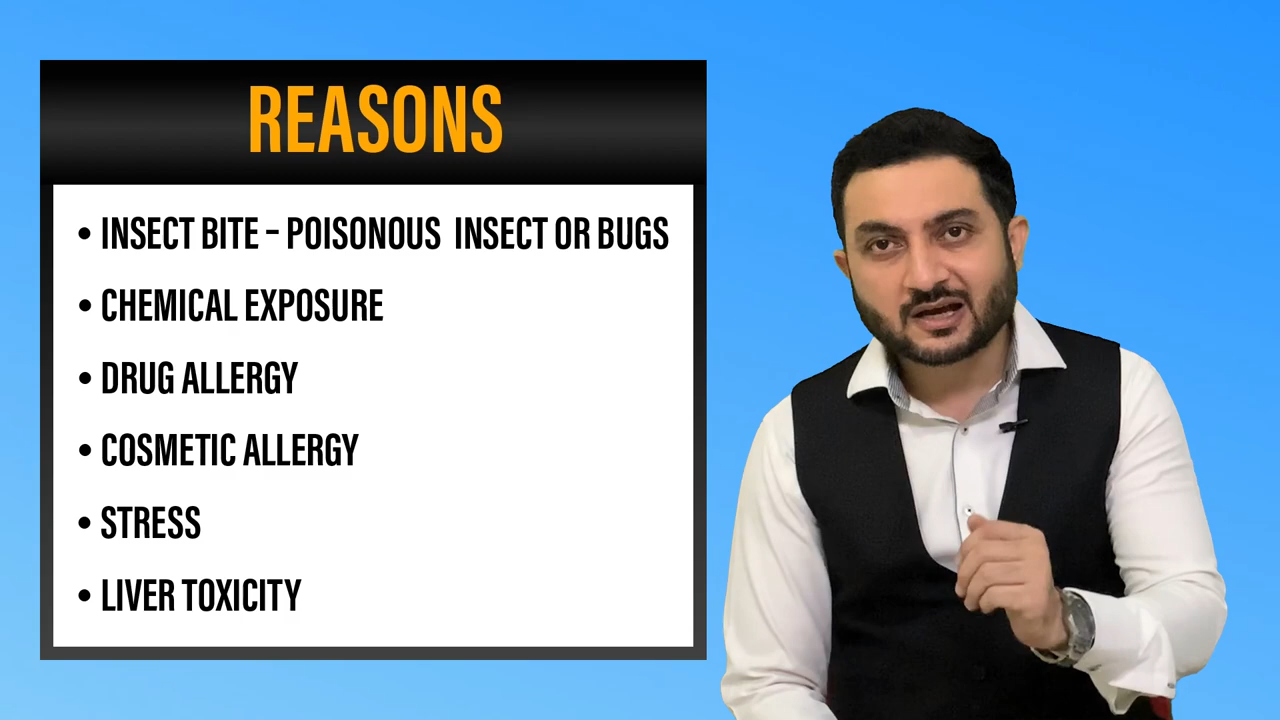 REASONS
• INSECT BITE – POISONOUS INSECT OR BUGS
• CHEMICAL EXPOSURE
• DRUG ALLERGY
• COSMETIC ALLERGY
• STRESS
• LIVER TOXICITY